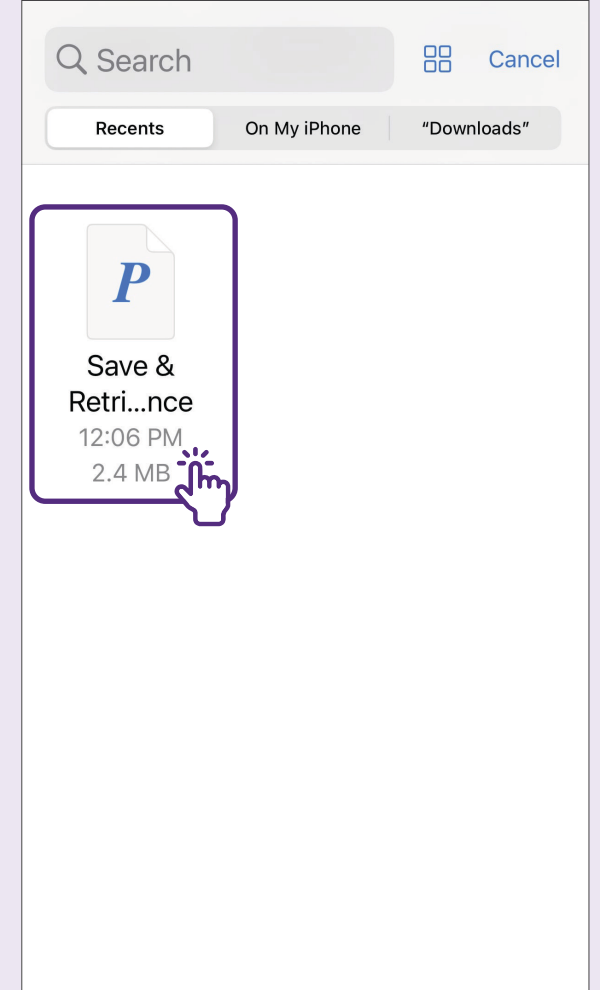 Search
Cancel
Recents
On My iPhone
“Downloads”
P
Save &
Retri...nce
12:06 PM
2.4 MB